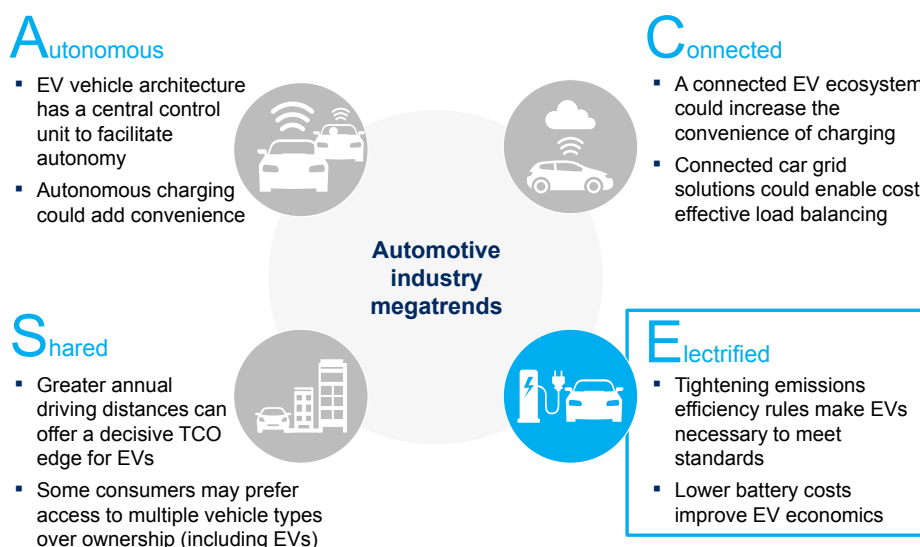 Autonomous
▪ EV vehicle architecture
has a central control
unit to facilitate
autonomy
▪ Autonomous charging
could add convenience
Connected
▪ A connected EV ecosystem
could increase the
convenience of charging
▪ Connected car grid
solutions could enable cost
effective load balancing
Automotive
industry
megatrends
Shared
▪ Greater annual
driving distances can
offer a decisive TCO
edge for EVs
▪ Some consumers may prefer
access to multiple vehicle types
over ownership (including EVs)
Electrified
▪ Tightening emissions
efficiency rules make EVs
necessary to meet
standards
▪ Lower battery costs
improve EV economics